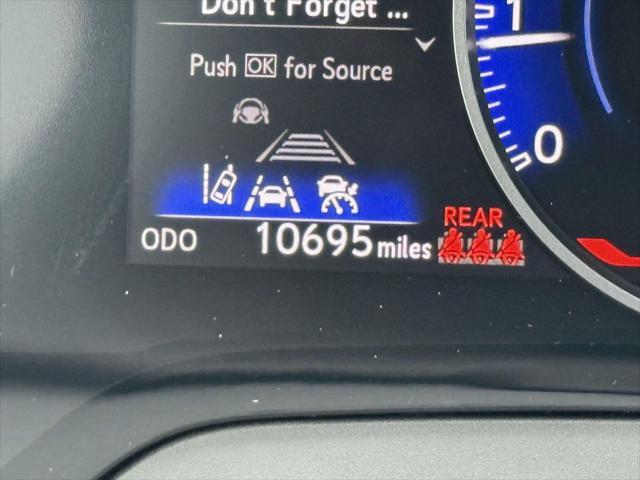 Don't Forget ...
Push OK for Source
1
0
REAR
ODO 10695 miles